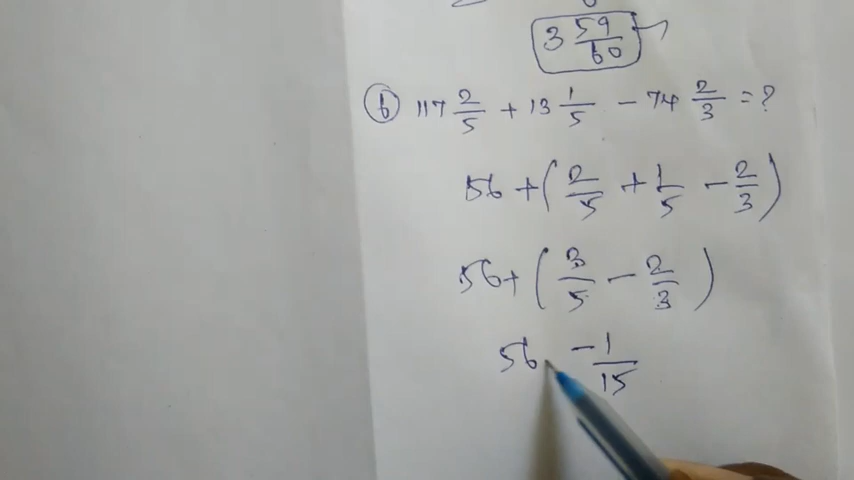 3 59/60
(b) 117 2/5 + 13 1/5 - 74 2/3 = ?
56 + ( 2/5 + 1/5 - 2/3 )
56 + ( 3/5 - 2/3 )
56 - 1/15